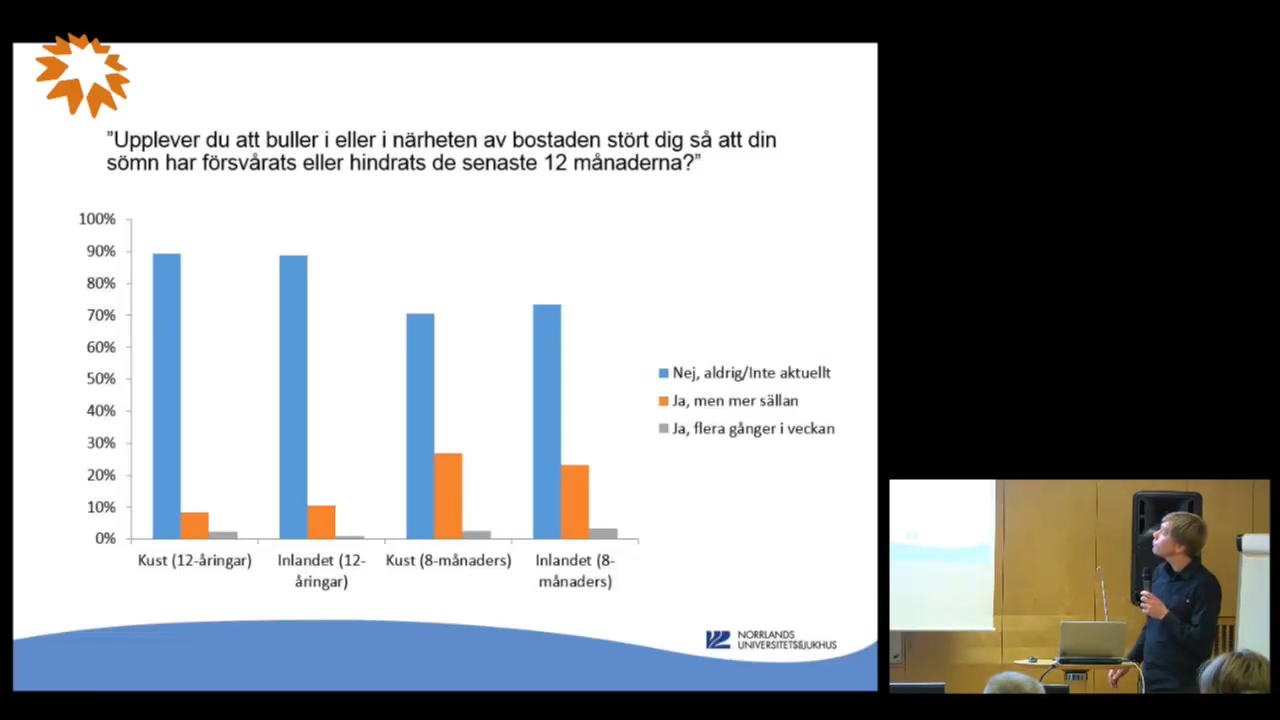 ”Upplever du att buller i eller i närheten av bostaden stört dig så att din
sömn har försvårats eller hindrats de senaste 12 månaderna?”
100%
90%
80%
70%
60%
50%
40%
30%
20%
10%
0%
Kust (12-åringar)
Inlandet (12-
åringar)
Kust (8-månaders)
Inlandet (8-
månaders)
Nej, aldrig/Inte aktuellt
Ja, men mer sällan
Ja, flera gånger i veckan
NORRLANDS
UNIVERSITETSSJUKHUS